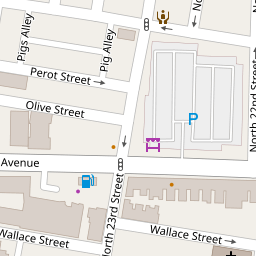 Pigs Alley
Pig Alley
No
Perot Street
Olive Street
P
North 22nd Street
Avenue
North 23rd Street
Wallace Street
Wallace Street